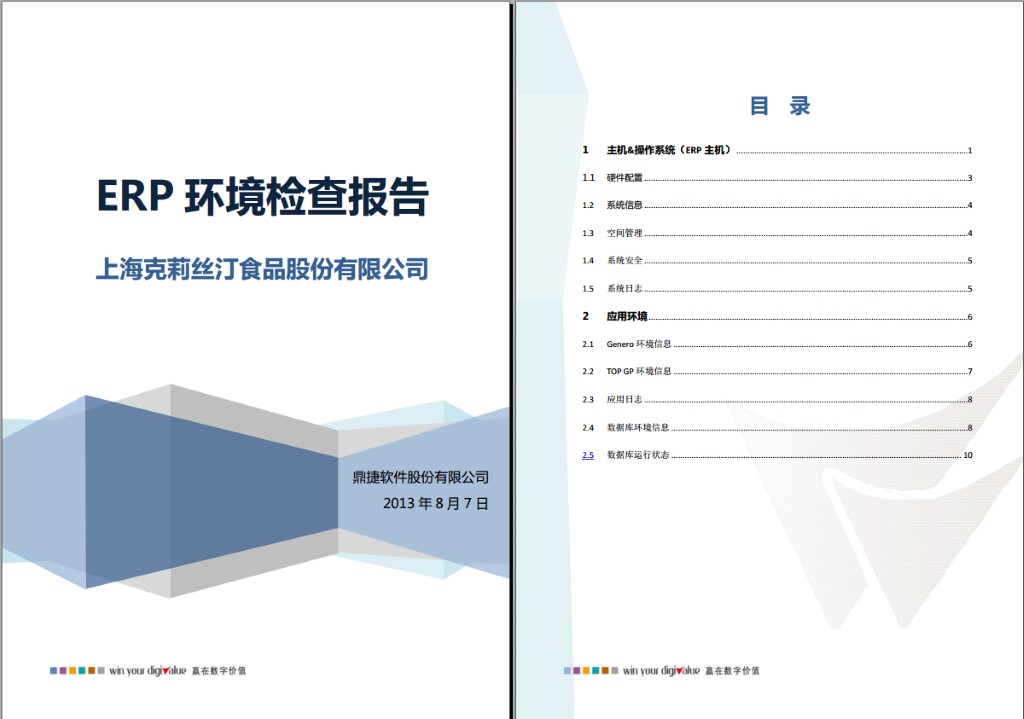 ERP 环境检查报告
上海克莉丝汀食品股份有限公司
鼎捷软件股份有限公司
2013 年 8 月 7 日
win your digivalue 赢在数字价值
目 录
1 主机&操作系统（ERP 主机） 1
1.1 硬件配置 3
1.2 系统信息 4
1.3 空间管理 4
1.4 系统安全 5
1.5 系统日志 5
2 应用环境 6
2.1 Genero 环境信息 6
2.2 TOP GP 环境信息 7
2.3 应用日志 8
2.4 数据库环境信息 8
2.5 数据库运行状态 10
win your digivalue 赢在数字价值